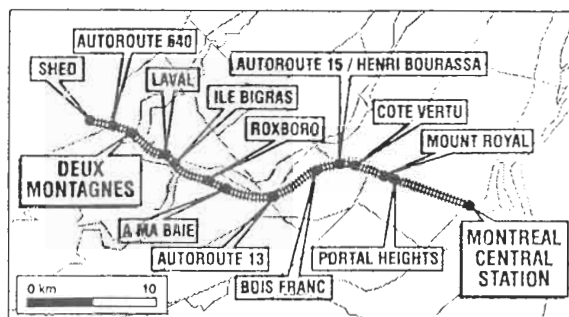 AUTOROUTE 640
SHED
LAVAL
AUTOROUTE 15 / HENRI BOURASSA
ILE BIGRAS
COTE VERTU
ROXBORO
MOUNT ROYAL
DEUX
MONTAGNES
A MA BAIE
AUTOROUTE 13
BOIS FRANC
PORTAL HEIGHTS
MONTREAL
CENTRAL
STATION
0 km 10